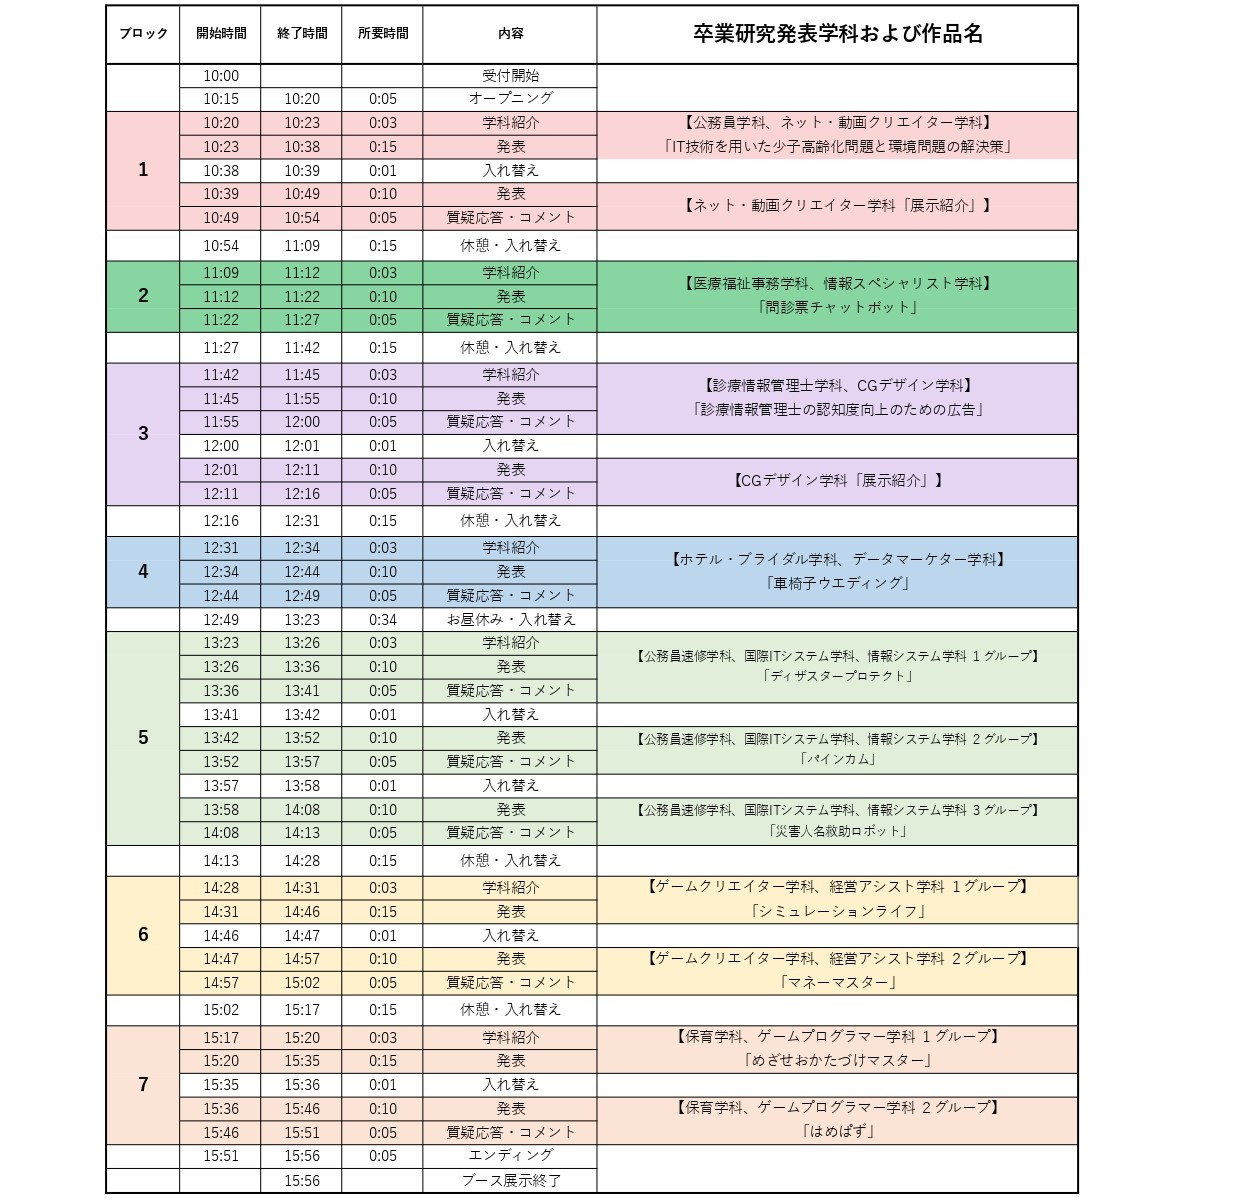 ブロック 開始時間 終了時間 所要時間 内容 卒業研究発表学科および作品名
10:00 受付開始
10:15 10:20 0:05 オープニング
1
10:20 10:23 0:03 学科紹介 【公務員学科、ネット・動画クリエイター学科】
10:23 10:38 0:15 発表 「IT技術を用いた少子高齢化問題と環境問題の解決策」
10:38 10:39 0:01 入れ替え
10:39 10:49 0:10 発表 【ネット・動画クリエイター学科「展示紹介」】
10:49 10:54 0:05 質疑応答・コメント
10:54 11:09 0:15 休憩・入れ替え
2
11:09 11:12 0:03 学科紹介 【医療福祉事務学科、情報スペシャリスト学科】
11:12 11:22 0:10 発表 「問診票チャットボット」
11:22 11:27 0:05 質疑応答・コメント
11:27 11:42 0:15 休憩・入れ替え
3
11:42 11:45 0:03 学科紹介 【診療情報管理士学科、CGデザイン学科】
11:45 11:55 0:10 発表 「診療情報管理士の認知度向上のための広告」
11:55 12:00 0:05 質疑応答・コメント
12:00 12:01 0:01 入れ替え
12:01 12:11 0:10 発表 【CGデザイン学科「展示紹介」】
12:11 12:16 0:05 質疑応答・コメント
12:16 12:31 0:15 休憩・入れ替え
4
12:31 12:34 0:03 学科紹介 【ホテル・ブライダル学科、データマーケター学科】
12:34 12:44 0:10 発表 「車椅子ウエディング」
12:44 12:49 0:05 質疑応答・コメント
12:49 13:23 0:34 お昼休み・入れ替え
5
13:23 13:26 0:03 学科紹介 【公務員速修学科、国際ITシステム学科、情報システム学科 １グループ】
13:26 13:36 0:10 発表 「ディザスタープロテクト」
13:36 13:41 0:05 質疑応答・コメント
13:41 13:42 0:01 入れ替え
13:42 13:52 0:10 発表 【公務員速修学科、国際ITシステム学科、情報システム学科 ２グループ】
13:52 13:57 0:05 質疑応答・コメント 「パインカム」
13:57 13:58 0:01 入れ替え
13:58 14:08 0:10 発表 【公務員速修学科、国際ITシステム学科、情報システム学科 ３グループ】
14:08 14:13 0:05 質疑応答・コメント 「災害人名救助ロボット」
14:13 14:28 0:15 休憩・入れ替え
6
14:28 14:31 0:03 学科紹介 【ゲームクリエイター学科、経営アシスト学科 １グループ】
14:31 14:46 0:15 発表 「シミュレーションライフ」
14:46 14:47 0:01 入れ替え
14:47 14:57 0:10 発表 【ゲームクリエイター学科、経営アシスト学科 ２グループ】
14:57 15:02 0:05 質疑応答・コメント 「マネーマスター」
15:02 15:17 0:15 休憩・入れ替え
7
15:17 15:20 0:03 学科紹介 【保育学科、ゲームプログラマー学科 １グループ】
15:20 15:35 0:15 発表 「めざせおかたづけマスター」
15:35 15:36 0:01 入れ替え
15:36 15:46 0:10 発表 【保育学科、ゲームプログラマー学科 ２グループ】
15:46 15:51 0:05 質疑応答・コメント 「はめぱず」
15:51 15:56 0:05 エンディング
15:56 ブース展示終了